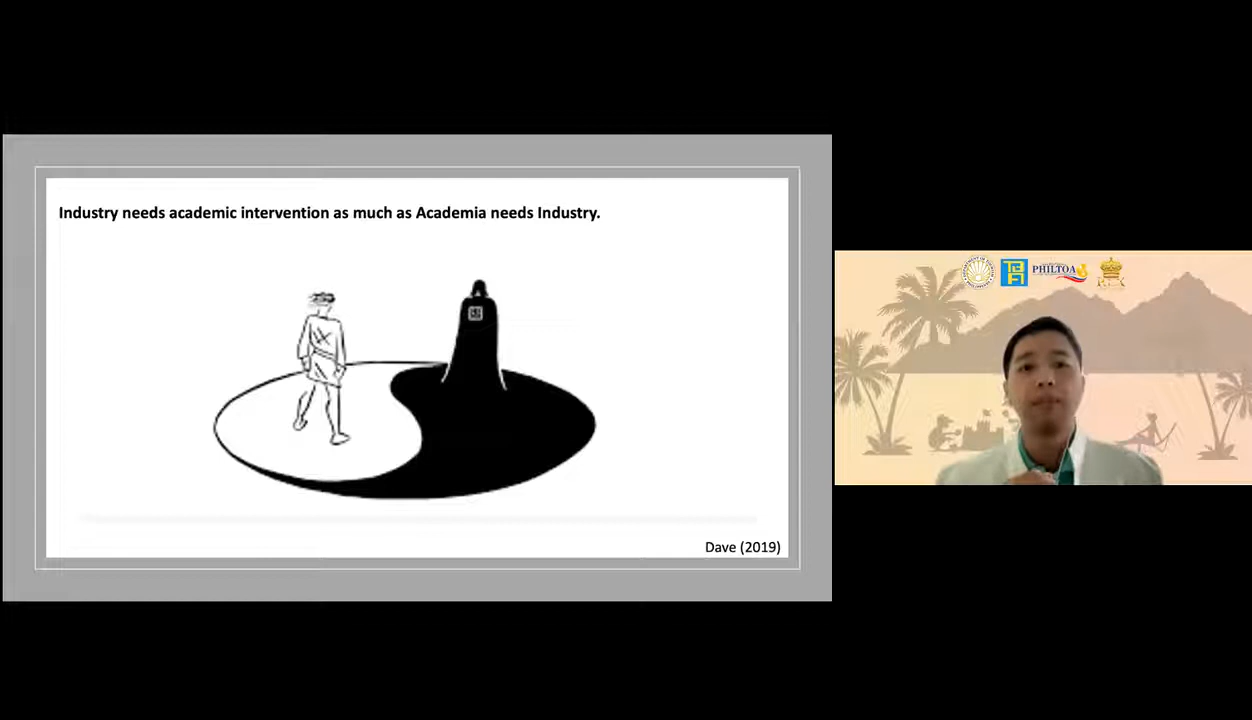 Industry needs academic intervention as much as Academia needs Industry.
PHILTOA
Dave (2019)